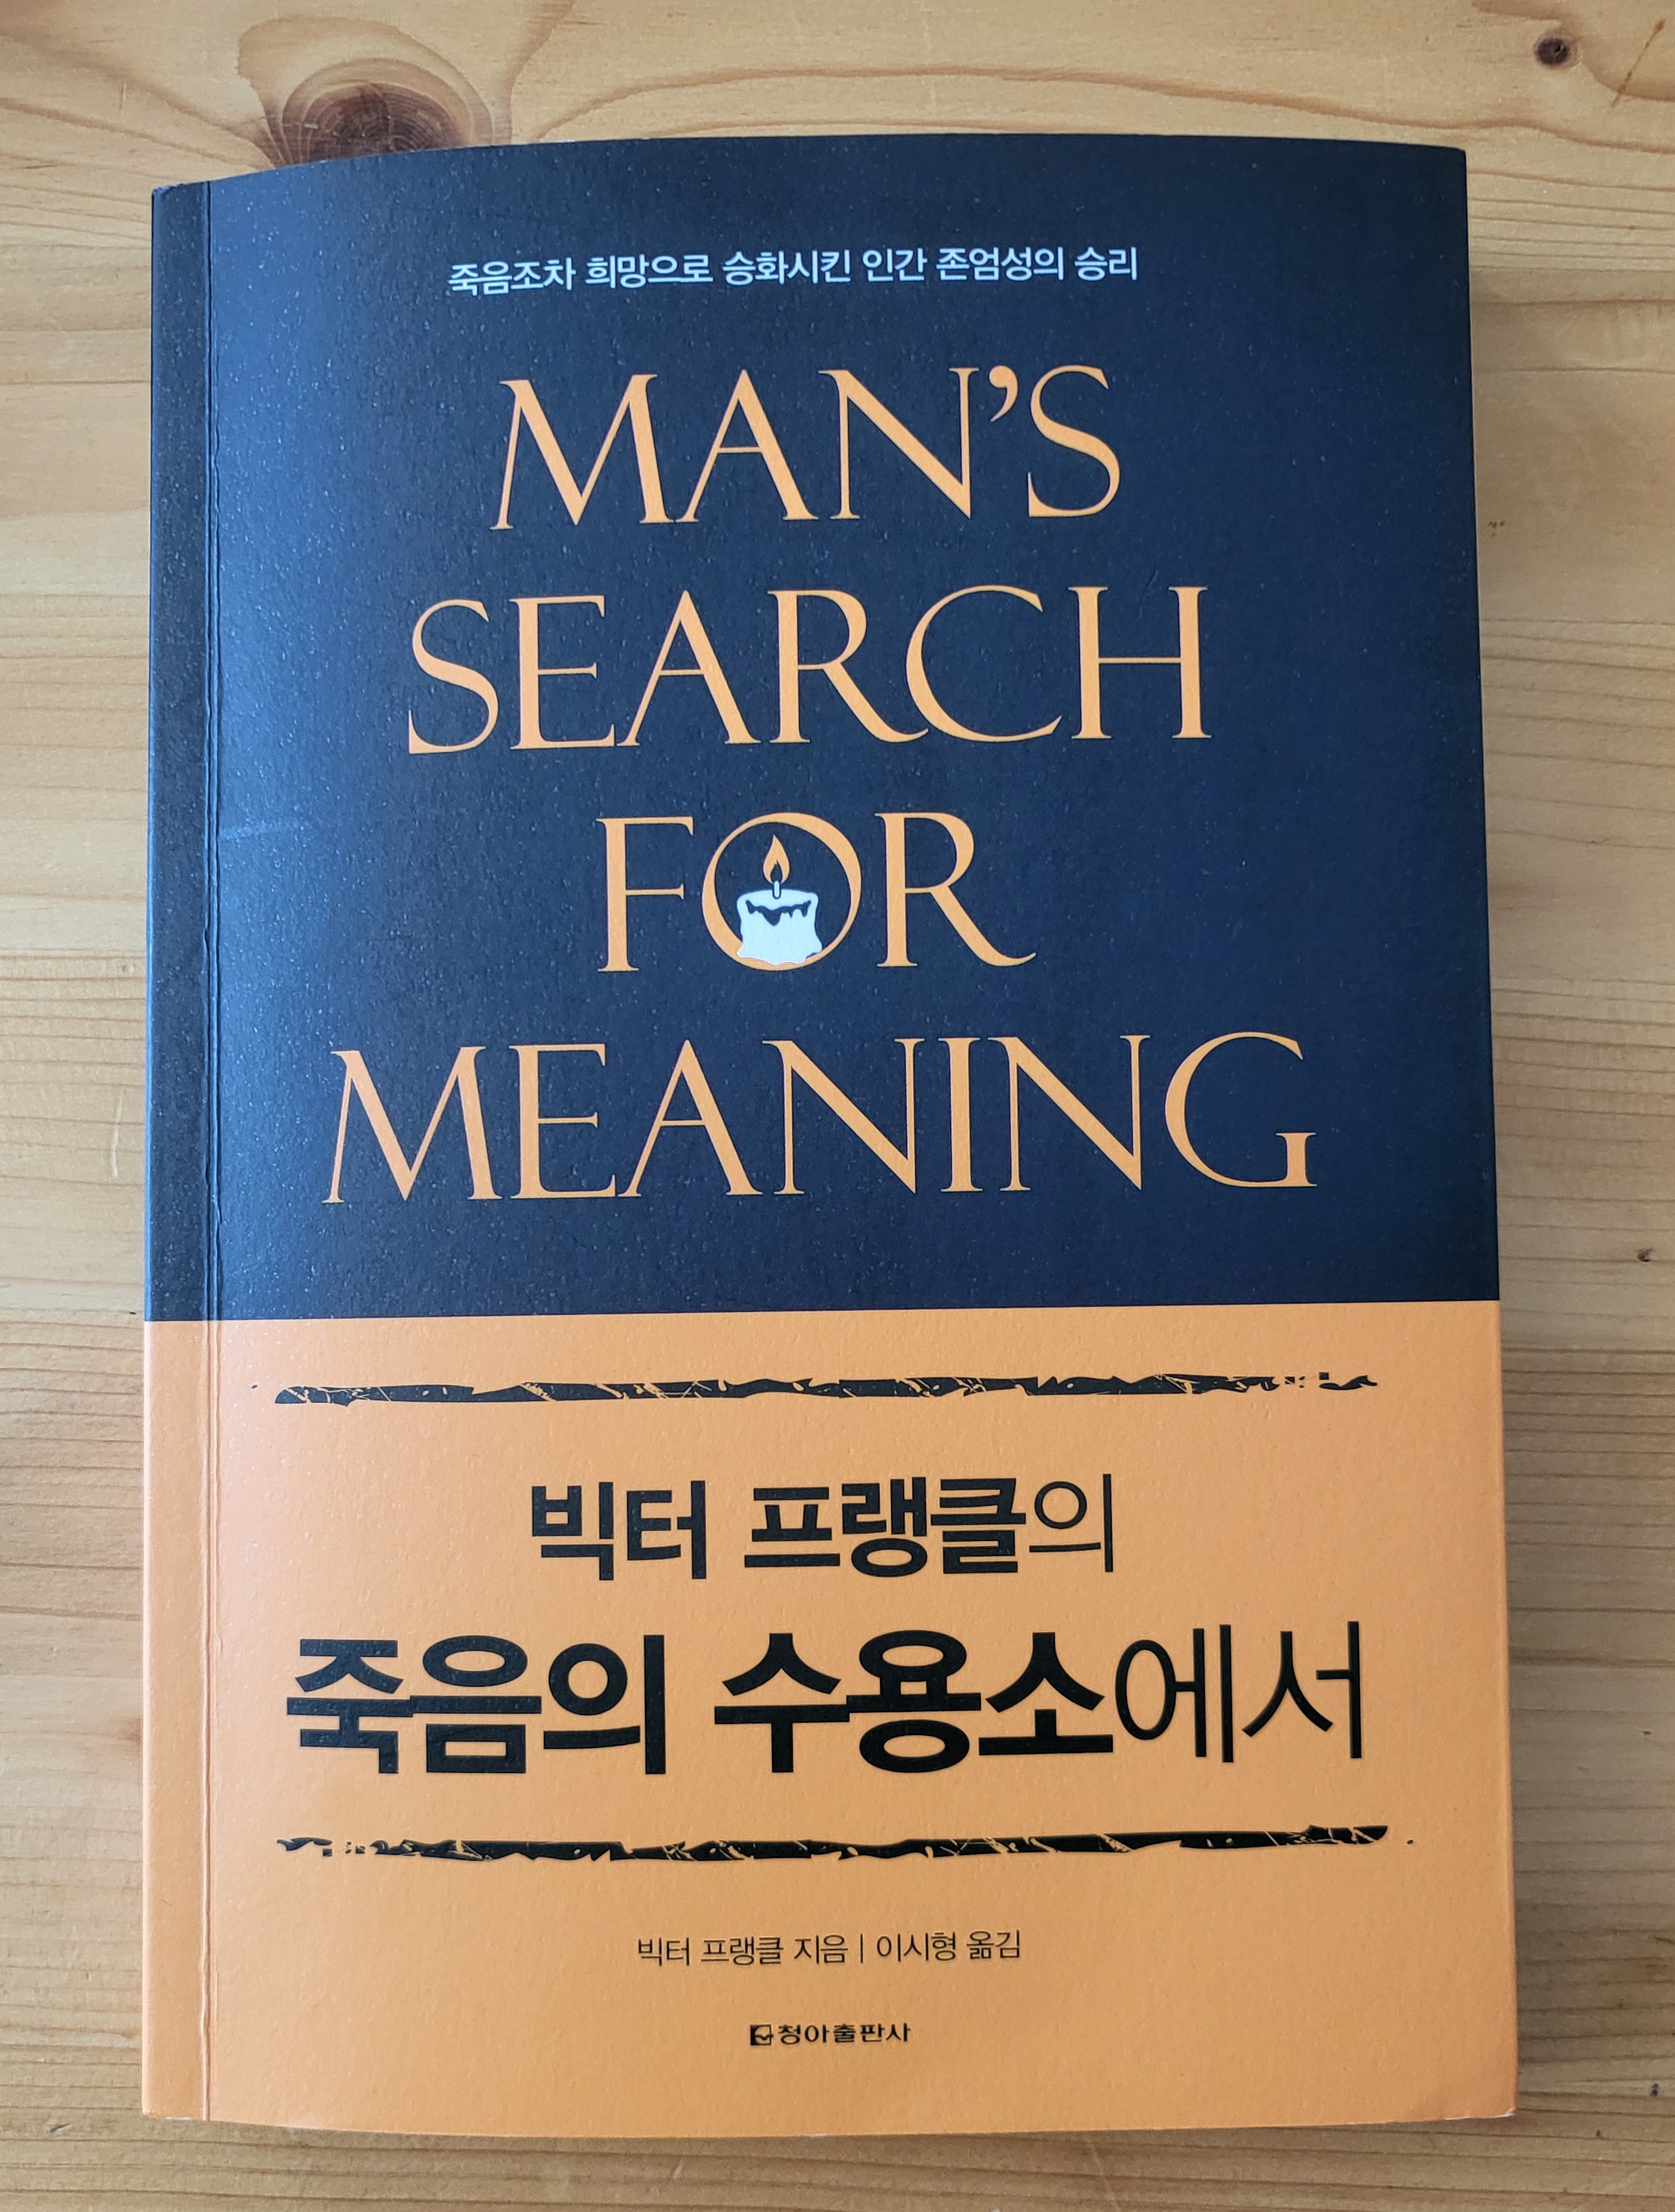 죽음조차 희망으로 승화시킨 인간 존엄성의 승리
MAN'S
SEARCH
FOR
MEANING
빅터 프랭클의
죽음의 수용소에서
빅터 프랭클 지음 | 이시형 옮김
청아출판사